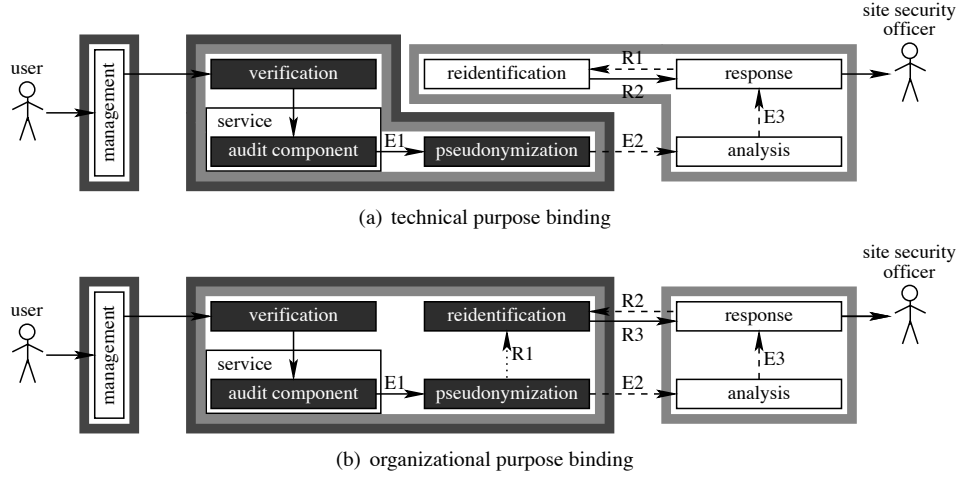 site security
officer
user
management
verification
reidentification
R1
R2
response
service
E3
audit component
E1
pseudonymization
E2
analysis
(a) technical purpose binding
site security
officer
user
management
verification
reidentification
R2
R3
response
service
R1
E3
audit component
E1
pseudonymization
E2
analysis
(b) organizational purpose binding